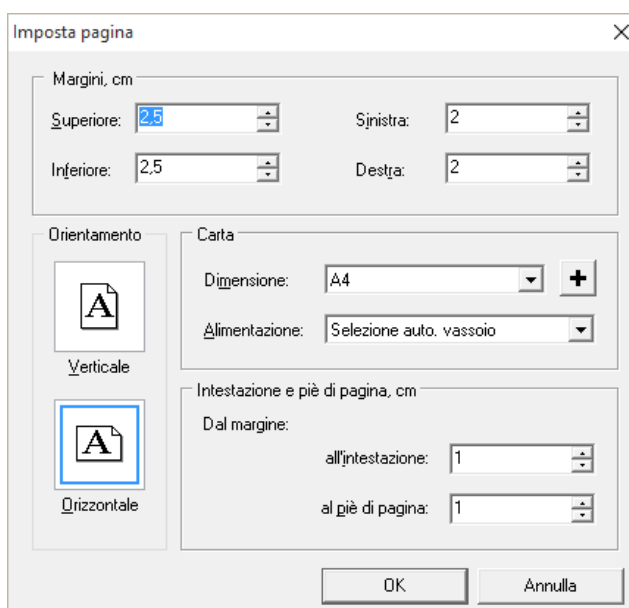 Imposta pagina
Margini, cm
Superiore: 2,5 Sinistra: 2
Inferiore: 2,5 Destra: 2
Orientamento
A
Verticale
A
Orizzontale
Carta
Dimensione: A4
Alimentazione: Selezione auto. vassoio
Intestazione e piè di pagina, cm
Dal margine:
all'intestazione: 1
al piè di pagina: 1
OK Annulla